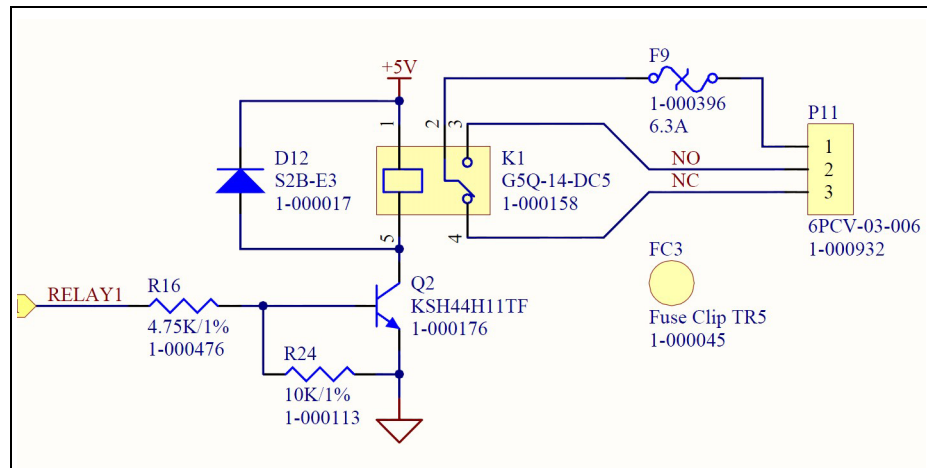 +5V
1
2
3
F9
1-000396
6.3A
P11
1
2
3
6PCV-03-006
1-000932
D12
S2B-E3
1-000017
K1
G5Q-14-DC5
1-000158
NO
NC
5
4
FC3
Fuse Clip TR5
1-000045
RELAY1
R16
4.75K/1%
1-000476
Q2
KSH44H11TF
1-000176
R24
10K/1%
1-000113